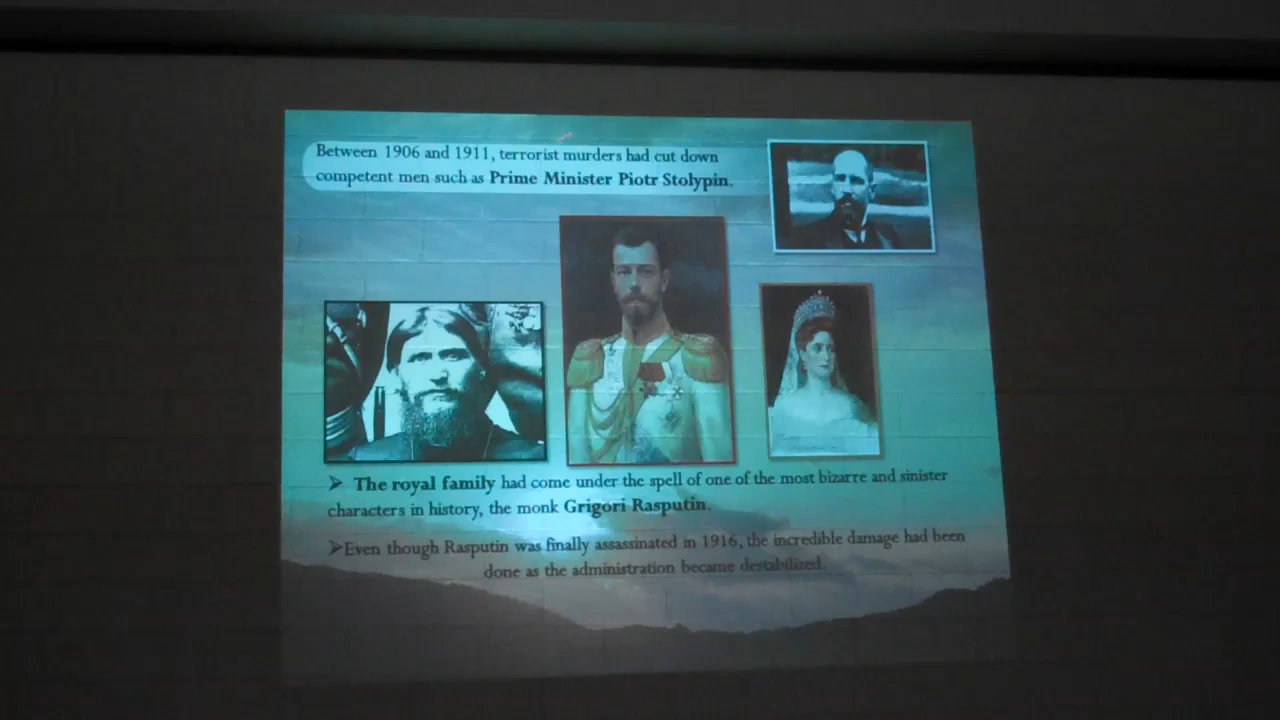 Between 1906 and 1911, terrorist murders had cut down
competent men such as Prime Minister Piotr Stolypin.
➢ The royal family had come under the spell of one of the most bizarre and sinister
characters in history, the monk Grigori Rasputin.
➢Even though Rasputin was finally assassinated in 1916, the incredible damage had been
done as the administration became destabilized.